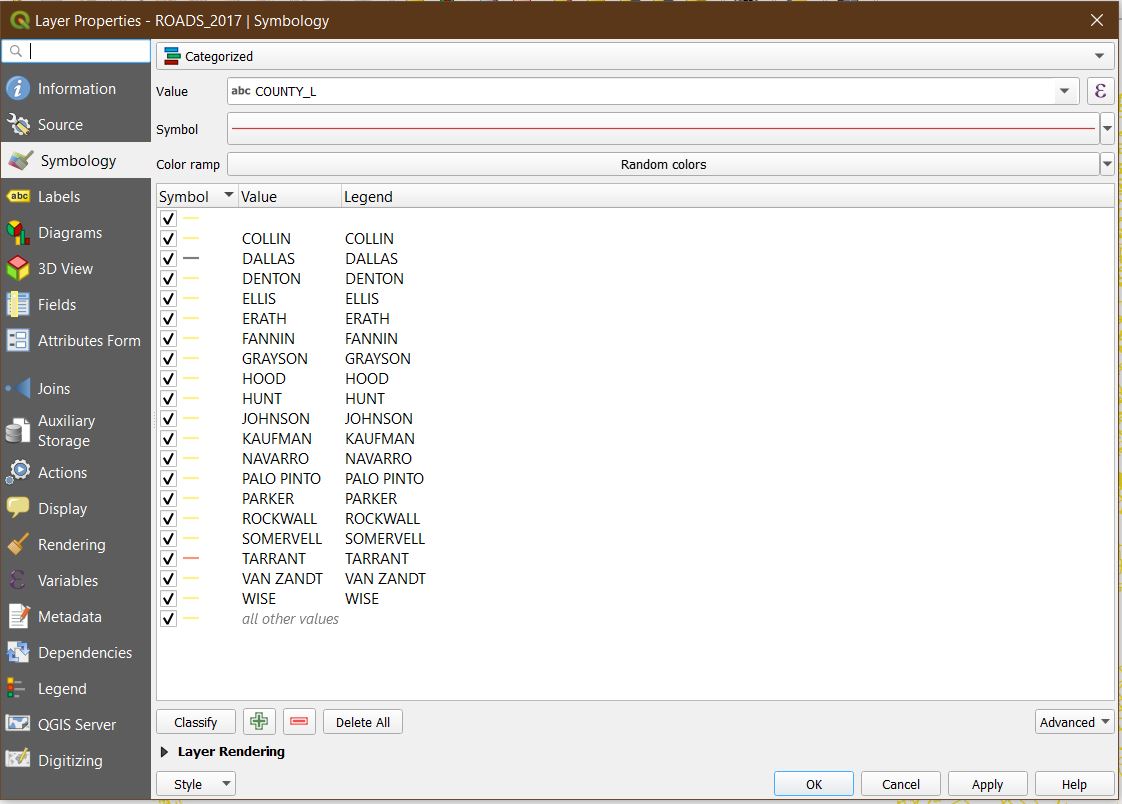 Layer Properties - ROADS_2017 | Symbology
Information
Source
Symbology
abc Labels
Diagrams
3D View
Fields
Attributes Form
Joins
Auxiliary
Storage
Actions
Display
Rendering
Variables
Metadata
Dependencies
Legend
QGIS Server
Digitizing
Categorized
Value abc COUNTY_L ε
Symbol
Color ramp Random colors
Symbol Value Legend
COLLIN COLLIN
DALLAS DALLAS
DENTON DENTON
ELLIS ELLIS
ERATH ERATH
FANNIN FANNIN
GRAYSON GRAYSON
HOOD HOOD
HUNT HUNT
JOHNSON JOHNSON
KAUFMAN KAUFMAN
NAVARRO NAVARRO
PALO PINTO PALO PINTO
PARKER PARKER
ROCKWALL ROCKWALL
SOMERVELL SOMERVELL
TARRANT TARRANT
VAN ZANDT VAN ZANDT
WISE WISE
all other values
Classify Delete All Advanced
Layer Rendering
Style OK Cancel Apply Help